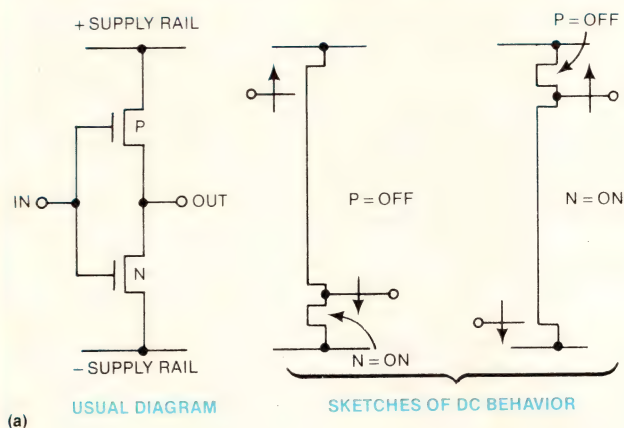 + SUPPLY RAIL
P
IN
OUT
N
− SUPPLY RAIL
USUAL DIAGRAM
P = OFF
N = ON
P = OFF
N = ON
SKETCHES OF DC BEHAVIOR
(a)